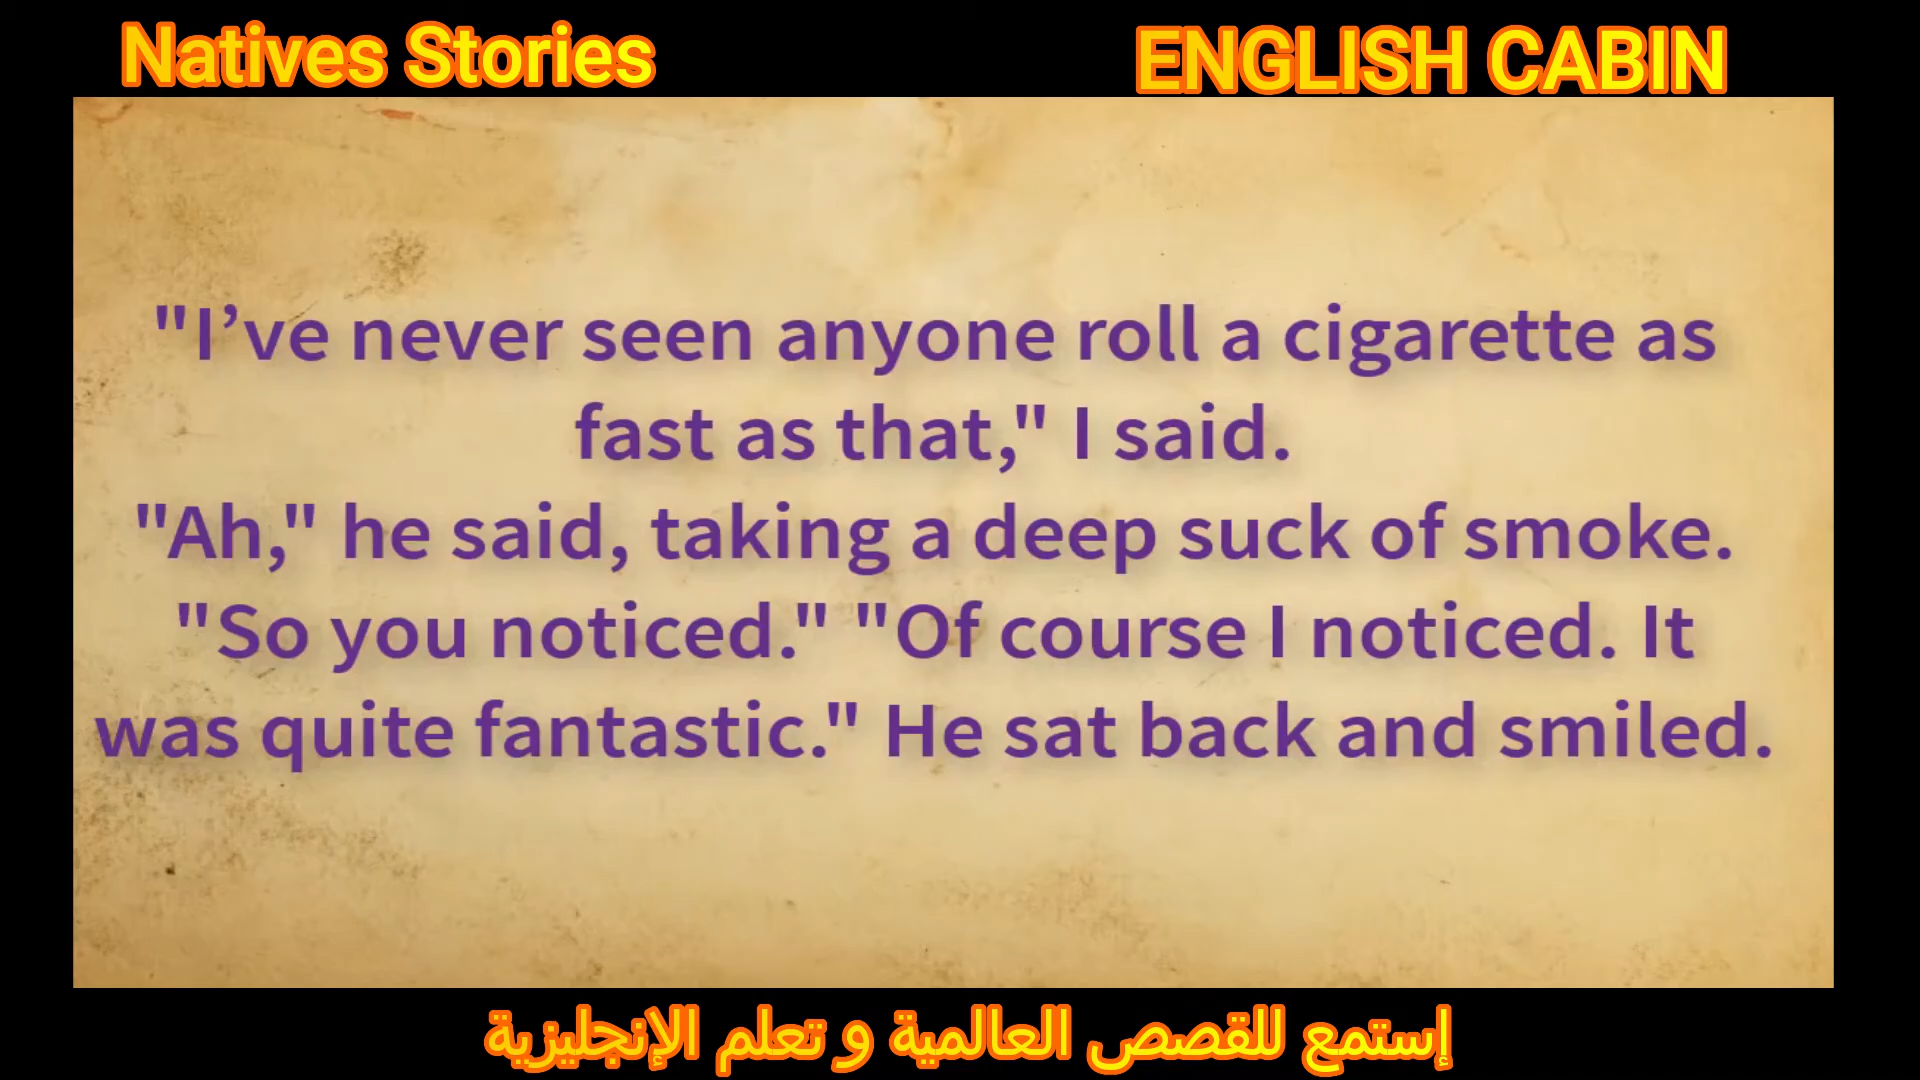 Natives Stories
ENGLISH CABIN
"I’ve never seen anyone roll a cigarette as
fast as that," I said.
"Ah," he said, taking a deep suck of smoke.
"So you noticed." "Of course I noticed. It
was quite fantastic." He sat back and smiled.
إستمع للقصص العالمية و تعلم الإنجليزية